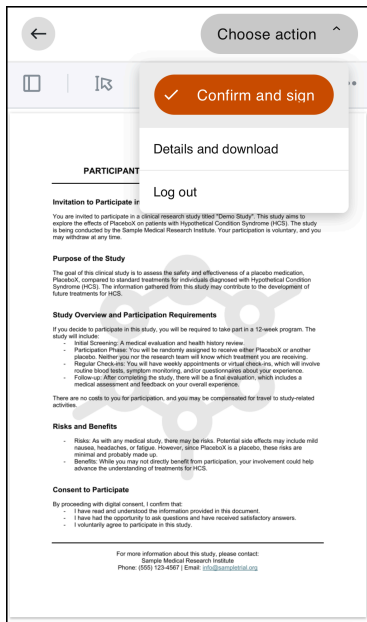 Choose action
Confirm and sign
Details and download
Log out
PARTICIPANT
Invitation to Participate in
You are invited to participate in a clinical research study titled "Demo Study". This study aims to
explore the effects of PlaceboX on patients with Hypothetical Condition Syndrome (HCS). The study
is being conducted by the Sample Medical Research Institute. Your participation is voluntary, and you
may withdraw at any time.
Purpose of the Study
The goal of this clinical study is to assess the safety and effectiveness of a placebo medication,
PlaceboX, compared to standard treatments for individuals diagnosed with Hypothetical Condition
Syndrome (HCS). The information gathered from this study may contribute to the development of
future treatments for HCS.
Study Overview and Participation Requirements
If you decide to participate in this study, you will be required to take part in a 12-week program. The
study will include:
- Initial Screening: A medical evaluation and health history review.
- Participation Phase: You will be randomly assigned to receive either PlaceboX or another
placebo. Neither you nor the research team will know which treatment you are receiving.
- Regular Check-ins: You will have weekly appointments or virtual check-ins, which will involve
routine blood tests, symptom monitoring, and/or questionnaires about your experience.
- Follow-up: After completing the study, there will be a final evaluation, which includes a
medical assessment and feedback on your overall experience.
There are no costs to you for participation, and you may be compensated for travel to study-related
activities.
Risks and Benefits
- Risks: As with any medical study, there may be risks. Potential side effects may include mild
nausea, headaches, or fatigue. However, since PlaceboX is a placebo, these risks are
minimal and probably made up.
- Benefits: While you may not directly benefit from participation, your involvement could help
advance the understanding of treatments for HCS.
Consent to Participate
By proceeding with digital consent, I confirm that:
- I have read and understood the information provided in this document.
- I have had the opportunity to ask questions and have received satisfactory answers.
- I voluntarily agree to participate in this study.
For more information about this study, please contact:
Sample Medical Research Institute
Phone: (555) 123-4567 | Email: info@sampletrial.org